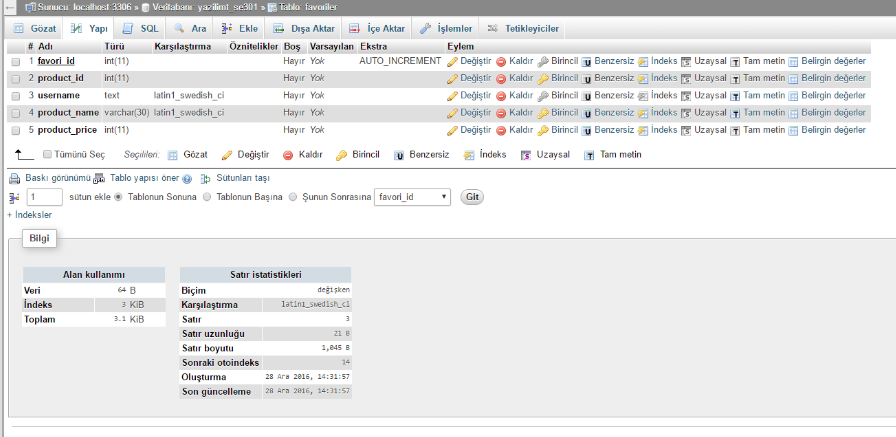 Sunucu: localhost:3306 » Veritabanı: yazilimt_se301 » Tablo: favoriler
Gözat Yapı SQL Ara Ekle Dışa Aktar İçe Aktar İşlemler Tetikleyiciler
# Adı Türü Karşılaştırma Öznitelikler Boş Varsayılan Ekstra Eylem
1 favori_id int(11) Hayır Yok AUTO_INCREMENT Değiştir Kaldır Birincil Benzersiz İndeks Uzaysal Tam metin Belirgin değerler
2 product_id int(11) Hayır Yok Değiştir Kaldır Birincil Benzersiz İndeks Uzaysal Tam metin Belirgin değerler
3 username text latin1_swedish_ci Hayır Yok Değiştir Kaldır Birincil Benzersiz İndeks Uzaysal Tam metin Belirgin değerler
4 product_name varchar(30) latin1_swedish_ci Hayır Yok Değiştir Kaldır Birincil Benzersiz İndeks Uzaysal Tam metin Belirgin değerler
5 product_price int(11) Hayır Yok Değiştir Kaldır Birincil Benzersiz İndeks Uzaysal Tam metin Belirgin değerler
Tümünü Seç Seçilileri: Gözat Değiştir Kaldır Birincil Benzersiz İndeks Uzaysal Tam metin
Baskı görünümü Tablo yapısı öner Sütunları taşı
1 sütun ekle Tablonun Sonuna Tablonun Başına Şunun Sonrasına favori_id Git
+ İndeksler
Bilgi
Alan kullanımı
Veri 64 B
İndeks 3 KiB
Toplam 3.1 KiB
Satır istatistikleri
Biçim değişken
Karşılaştırma latin1_swedish_ci
Satır 3
Satır uzunluğu 21 B
Satır boyutu 1,045 B
Sonraki otoindeks 14
Oluşturma 28 Ara 2016, 14:31:57
Son güncelleme 28 Ara 2016, 14:31:57